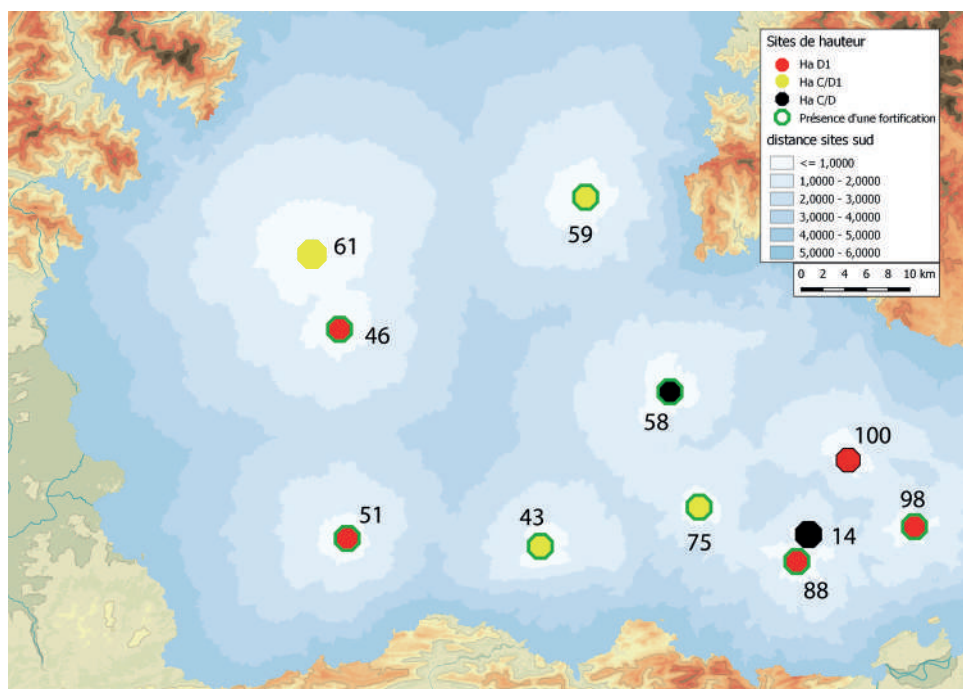 Sites de hauteur
Ha D1
Ha C/D1
Ha C/D
Présence d'une fortification
distance sites sud
<= 1,0000
1,0000 - 2,0000
2,0000 - 3,0000
3,0000 - 4,0000
4,0000 - 5,0000
5,0000 - 6,0000
0 2 4 6 8 10 km
59
61
46
58
100
51
43
75
98
14
88